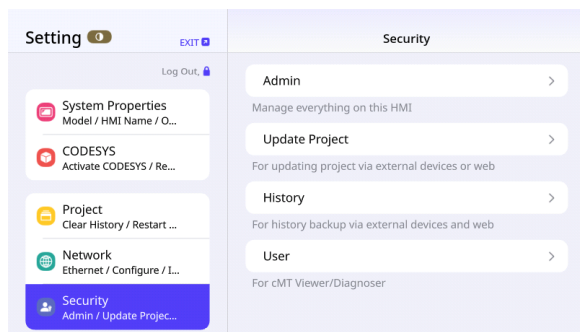 Setting
EXIT
Log Out,
System Properties
Model / HMI Name / O...
CODESYS
Activate CODESYS / Re...
Project
Clear History / Restart ...
Network
Ethernet / Configure / I...
Security
Admin / Update Projec...
Security
Admin
Manage everything on this HMI
Update Project
For updating project via external devices or web
History
For history backup via external devices and web
User
For cMT Viewer/Diagnoser